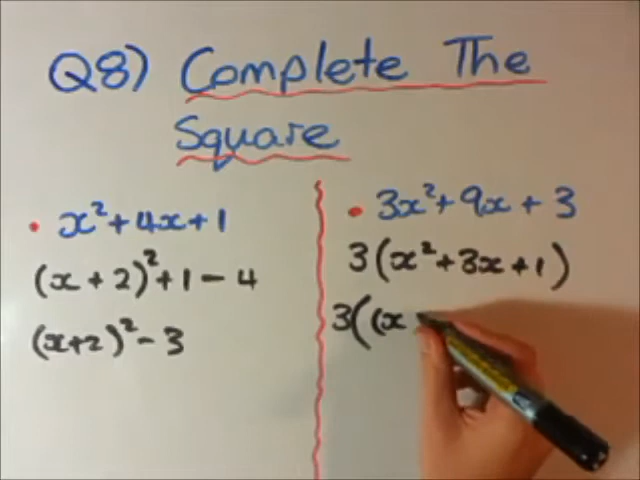 Q8) Complete The
Square
• x² + 4x + 1
(x + 2)² + 1 - 4
(x+2)² - 3
• 3x² + 9x + 3
3(x² + 3x + 1)
3((x